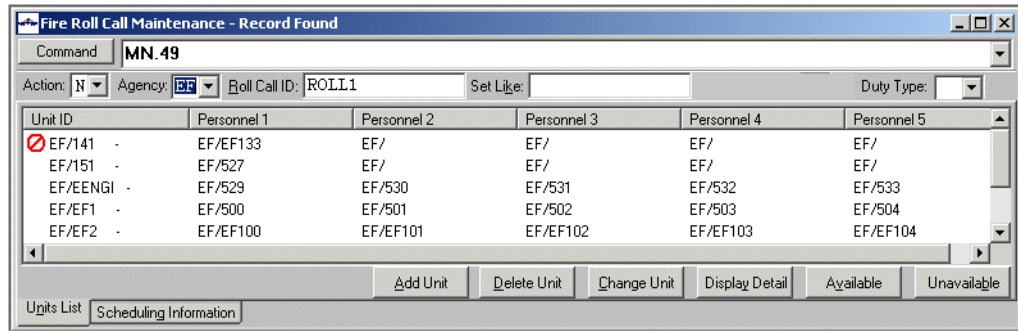 Fire Roll Call Maintenance - Record Found
Command MN.49
Action: N Agency: EF Roll Call ID: ROLL1 Set Like: Duty Type:
Unit ID Personnel 1 Personnel 2 Personnel 3 Personnel 4 Personnel 5
EF/141 - EF/EF133 EF/ EF/ EF/ EF/
EF/151 - EF/527 EF/ EF/ EF/ EF/
EF/EENGI - EF/529 EF/530 EF/531 EF/532 EF/533
EF/EF1 - EF/500 EF/501 EF/502 EF/503 EF/504
EF/EF2 - EF/EF100 EF/EF101 EF/EF102 EF/EF103 EF/EF104
Add Unit Delete Unit Change Unit Display Detail Available Unavailable
Units List Scheduling Information